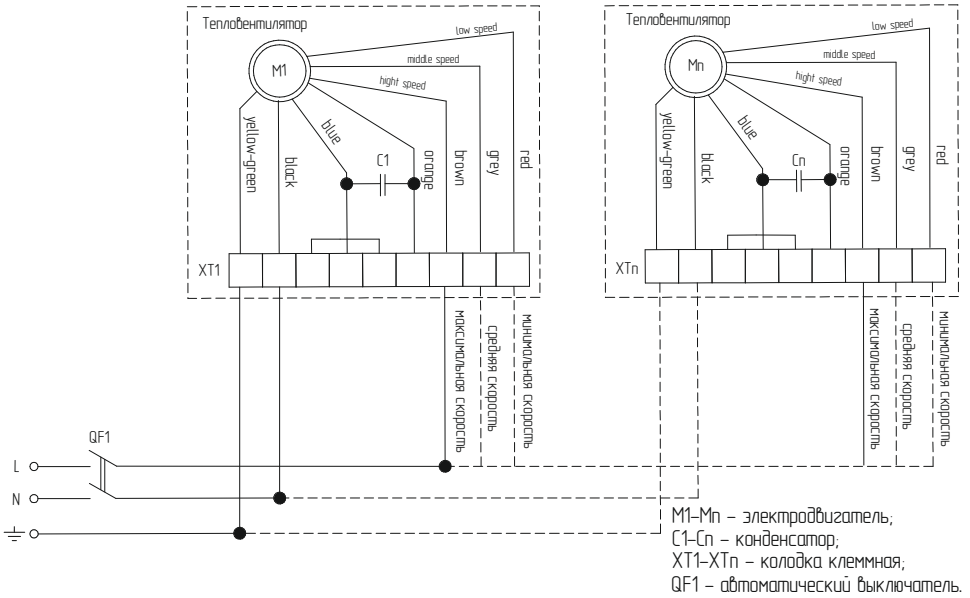 Тепловентилятор
M1
low speed
middle speed
hight speed
yellow-green
black
blue
C1
orange
brown
grey
red
XT1
максимальная скорость
средняя скорость
минимальная скорость
Тепловентилятор
Mn
low speed
middle speed
hight speed
yellow-green
black
blue
Cn
orange
brown
grey
red
XTn
максимальная скорость
средняя скорость
минимальная скорость
QF1
L
N
M1-Mn - электродвигатель;
C1-Cn - конденсатор;
XT1-XTn - колодка клеммная;
QF1 - автоматический выключатель.